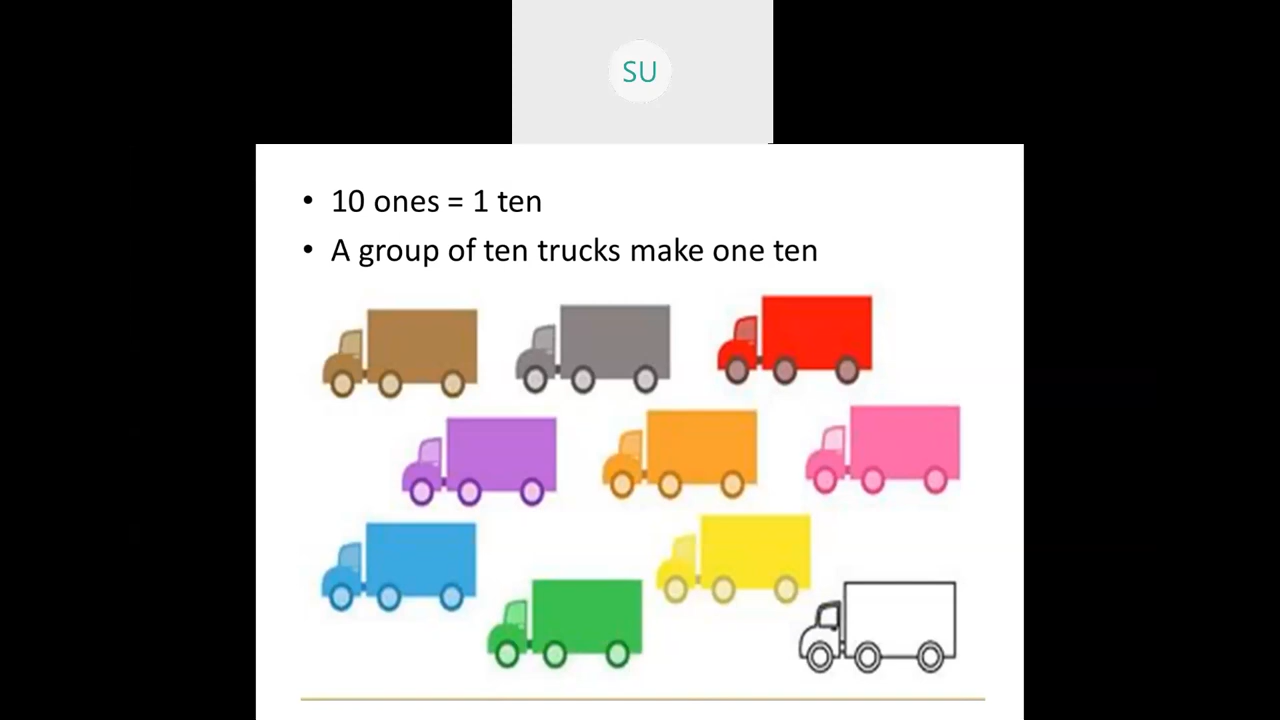 SU
• 10 ones = 1 ten
• A group of ten trucks make one ten